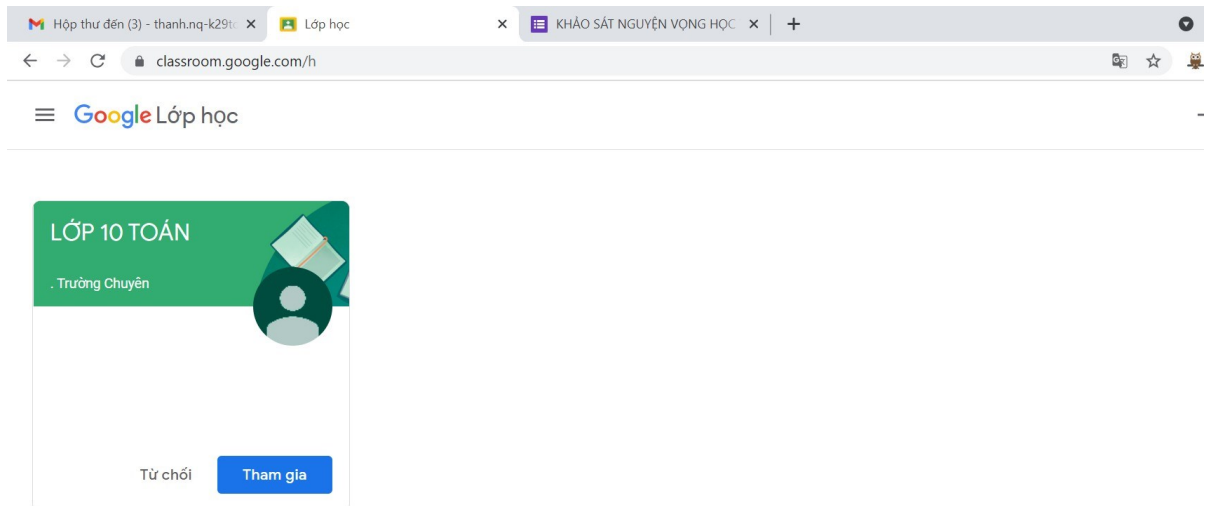 Hộp thư đến (3) - thanh.nq-k29t
Lớp học
KHẢO SÁT NGUYỆN VỌNG HỌC
classroom.google.com/h
Google Lớp học
LỚP 10 TOÁN
. Trường Chuyên
Từ chối
Tham gia